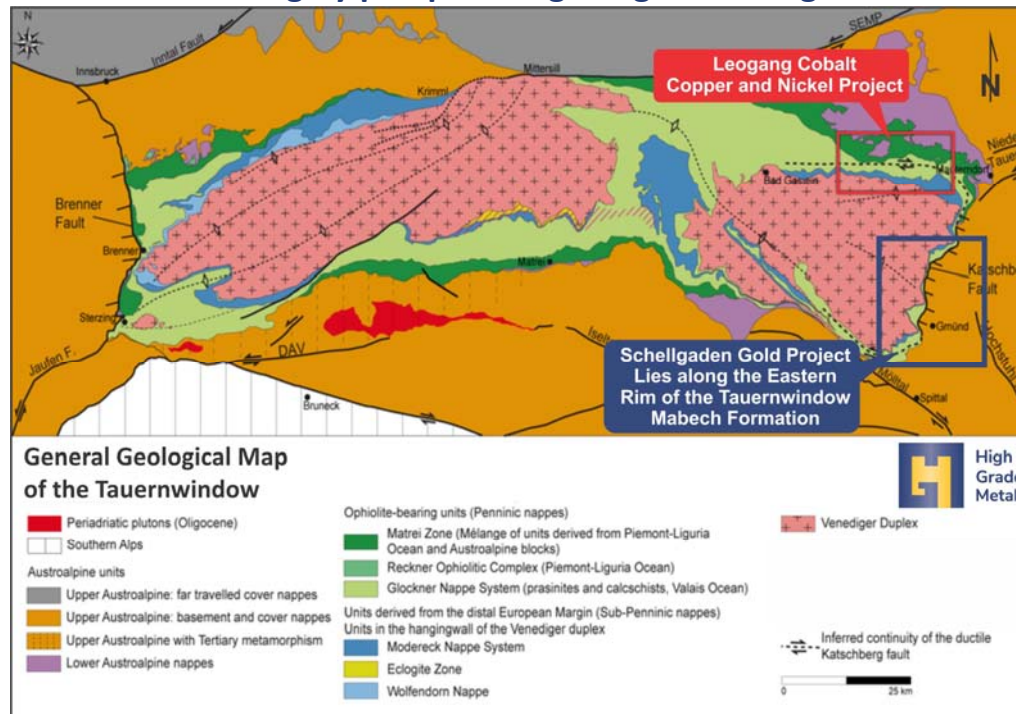 N
Innsbruck
Inntal Fault
Mittersill
SEMP
Krimml
Leogang Cobalt
Copper and Nickel Project
N
Bad Gastein
Brenner
Fault
Brenner
Matrei
Fault
Gmünd
Sterzing
DAV
Jaufen F.
Bruneck
Schellgaden Gold Project
Lies along the Eastern
Rim of the Tauernwindow
Mabech Formation
Mölltal
Spittal
General Geological Map
of the Tauernwindow
Periadriatic plutons (Oligocene)
Southern Alps
Austroalpine units
Upper Austroalpine: far travelled cover nappes
Upper Austroalpine: basement and cover nappes
Upper Austroalpine with Tertiary metamorphism
Lower Austroalpine nappes
Ophiolite-bearing units (Penninic nappes)
Matrei Zone (Mélange of units derived from Piemont-Liguria
Ocean and Austroalpine blocks)
Reckner Ophiolitic Complex (Piemont-Liguria Ocean)
Glockner Nappe System (prasinites and calcschists, Valais Ocean)
Units derived from the distal European Margin (Sub-Penninic nappes)
Units in the hangingwall of the Venediger duplex
Modereck Nappe System
Eclogite Zone
Wolfendorn Nappe
Venediger Duplex
Inferred continuity of the ductile
Katschberg fault
0 25 km
High
Grade
Metal